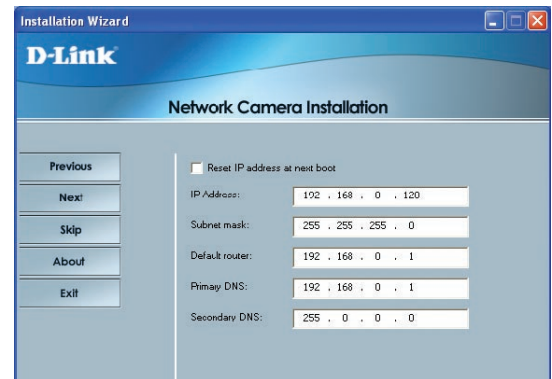 Installation Wizard
D-Link
Network Camera Installation
Previous
Next
Skip
About
Exit
Reset IP address at next boot
IP Address: 192 . 168 . 0 . 120
Subnet mask: 255 . 255 . 255 . 0
Default router: 192 . 168 . 0 . 1
Primary DNS: 192 . 168 . 0 . 1
Secondary DNS: 255 . 0 . 0 . 0